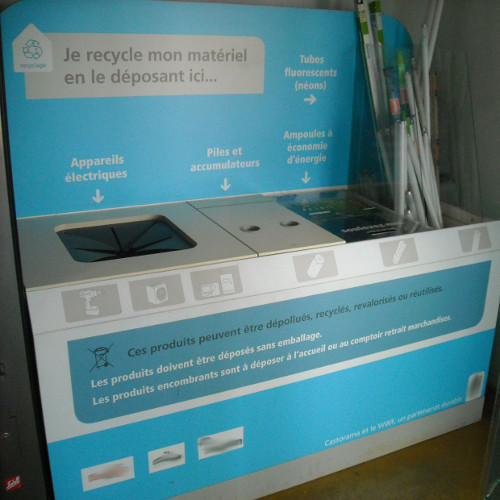 Je recycle mon matériel
en le déposant ici...
recyclage
Tubes
fluorescents
(néons)
Appareils
électriques
Piles et
accumulateurs
Ampoules à
économie
d'énergie
Ces produits peuvent être dépollués, recyclés, revalorisés ou réutilisés.
Les produits doivent être déposés sans emballage.
Les produits encombrants sont à déposer à l'accueil ou au comptoir retrait marchandises.
Castorama et le WWF, un partenariat durable